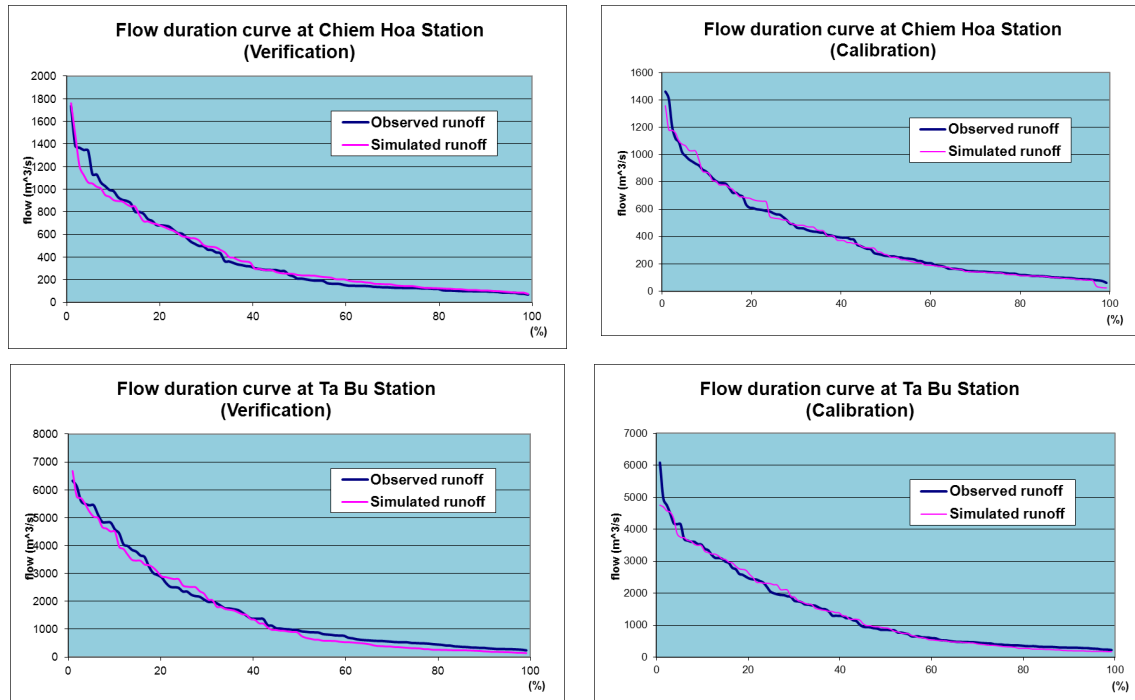 Flow duration curve at Chiem Hoa Station
(Verification)
2000
1800
1600
1400
1200
1000
800
600
400
200
0
flow (m^3/s)
Observed runoff
Simulated runoff
0 20 40 60 80 100
(%)
Flow duration curve at Chiem Hoa Station
(Calibration)
1600
1400
1200
1000
800
600
400
200
0
flow (m^3/s)
Observed runoff
Simulated runoff
0 20 40 60 80 100
(%)
Flow duration curve at Ta Bu Station
(Verification)
8000
7000
6000
5000
4000
3000
2000
1000
0
flow (m^3/s)
Observed runoff
Simulated runoff
0 20 40 60 80 100
(%)
Flow duration curve at Ta Bu Station
(Calibration)
7000
6000
5000
4000
3000
2000
1000
0
flow (m^3/s)
Observed runoff
Simulated runoff
0 20 40 60 80 100
(%)